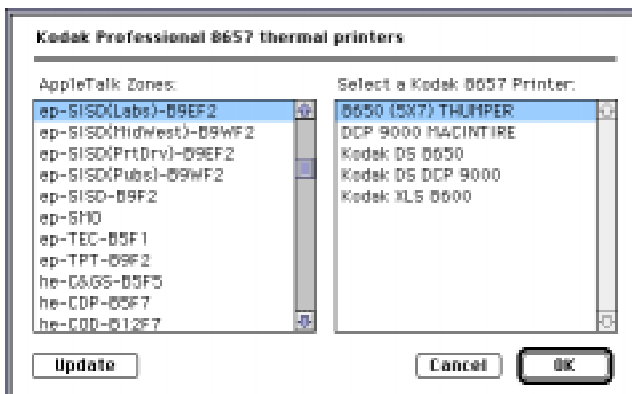 Kodak Professional 8657 thermal printers
AppleTalk Zones:
ep-SISD(Labs)-B9EF2
ep-SISD(MidWest)-B9WF2
ep-SISD(PrtDrv)-B9EF2
ep-SISD(Pubs)-B9WF2
ep-SISD-B9F2
ep-SMO
ep-TEC-B5F1
ep-TPT-B9F2
he-C&GS-B5F5
he-CDP-B5F7
he-COD-B12F7
Select a Kodak 8657 Printer:
8650 (5X7) THUMPER
DCP 9000 MACINTIRE
Kodak DS 8650
Kodak DS DCP 9000
Kodak XLS 8600
Update
Cancel
OK